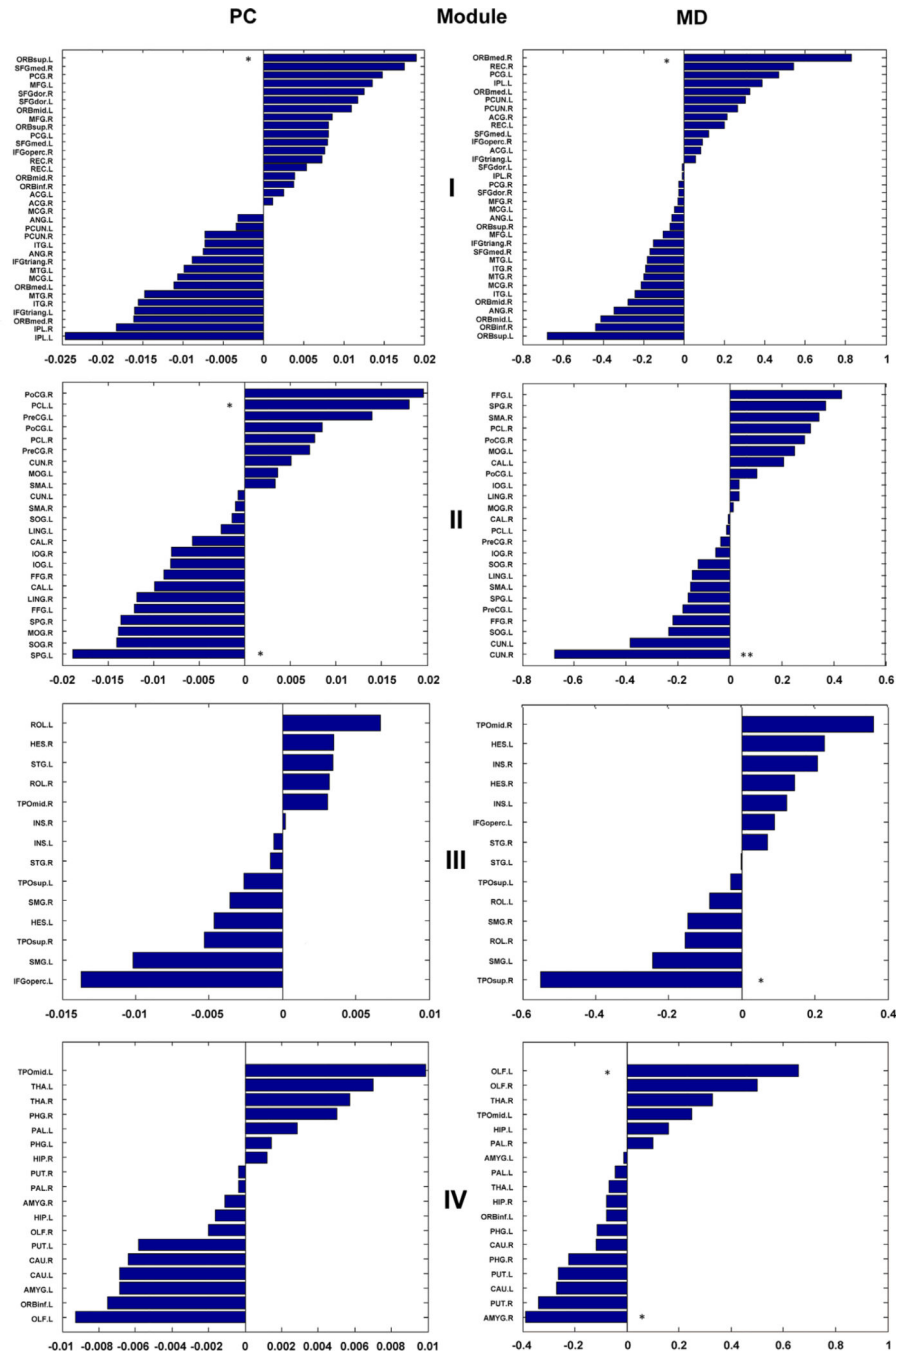 PC Module MD
ORBsup.L *
SFGmed.R
PCG.R
MFG.L
SFGdor.R
SFGdor.L
ORBmid.L
MFG.R
ORBsup.R
PCG.L
SFGmed.L
IFGoperc.R
REC.R
REC.L
ORBmid.R
ORBinf.R
ACG.L
ACG.R
MCG.R
ANG.L
PCUN.L
PCUN.R
ITG.L
ANG.R
IFGtriang.R
MTG.L
MCG.L
ORBmed.L
MTG.R
ITG.R
IFGtriang.L
ORBmed.R
IPL.R
IPL.L
-0.025 -0.02 -0.015 -0.01 -0.005 0 0.005 0.01 0.015 0.02
I
ORBmed.R *
REC.R
PCG.L
IPL.L
ORBmed.L
PCUN.L
PCUN.R
ACG.R
REC.L
SFGmed.L
IFGoperc.R
ACG.L
IFGtriang.L
SFGdor.L
IPL.R
PCG.R
SFGdor.R
MFG.R
MCG.L
ANG.L
ORBsup.R
MFG.L
IFGtriang.R
SFGmed.R
MTG.L
ITG.R
MTG.R
MCG.R
ITG.L
ORBmid.R
ANG.R
ORBmid.L
ORBinf.R
ORBsup.L
-0.8 -0.6 -0.4 -0.2 0 0.2 0.4 0.6 0.8 1
PoCG.R
PCL.L *
PreCG.L
PoCG.L
PCL.R
PreCG.R
CUN.R
MOG.L
SMA.L
CUN.L
SMA.R
SOG.L
LING.L
CAL.R
IOG.R
IOG.L
FFG.R
CAL.L
LING.R
FFG.L
SPG.R
MOG.R
SOG.R
SPG.L *
-0.02 -0.015 -0.01 -0.005 0 0.005 0.01 0.015 0.02
II
FFG.L
SPG.R
SMA.R
PCL.R
PoCG.R
MOG.L
CAL.L
PoCG.L
IOG.L
LING.R
MOG.R
CAL.R
PCL.L
PreCG.R
IOG.R
SOG.R
LING.L
SMA.L
SPG.L
PreCG.L
FFG.R
SOG.L
CUN.L
CUN.R **
-0.8 -0.6 -0.4 -0.2 0 0.2 0.4 0.6
ROL.L
HES.R
STG.L
ROL.R
TPOmid.R
INS.R
INS.L
STG.R
TPOsup.L
SMG.R
HES.L
TPOsup.R
SMG.L
IFGoperc.L
-0.015 -0.01 -0.005 0 0.005 0.01
III
TPOmid.R
HES.L
INS.R
HES.R
INS.L
IFGoperc.L
STG.R
STG.L
TPOsup.L
ROL.L
SMG.R
ROL.R
SMG.L
TPOsup.R *
-0.6 -0.4 -0.2 0 0.2 0.4
TPOmid.L
THA.L
THA.R
PHG.R
PAL.L
PHG.L
HIP.R
PUT.R
PAL.R
AMYG.R
HIP.L
OLF.R
PUT.L
CAU.R
CAU.L
AMYG.L
ORBinf.L
OLF.L
-0.01 -0.008 -0.006 -0.004 -0.002 0 0.002 0.004 0.006 0.008 0.01
IV
OLF.L *
OLF.R
THA.R
TPOmid.L
HIP.L
PAL.R
AMYG.L
PAL.L
THA.L
HIP.R
ORBinf.L
PHG.L
CAU.R
PHG.R
PUT.L
CAU.L
PUT.R
AMYG.R *
-0.4 -0.2 0 0.2 0.4 0.6 0.8 1